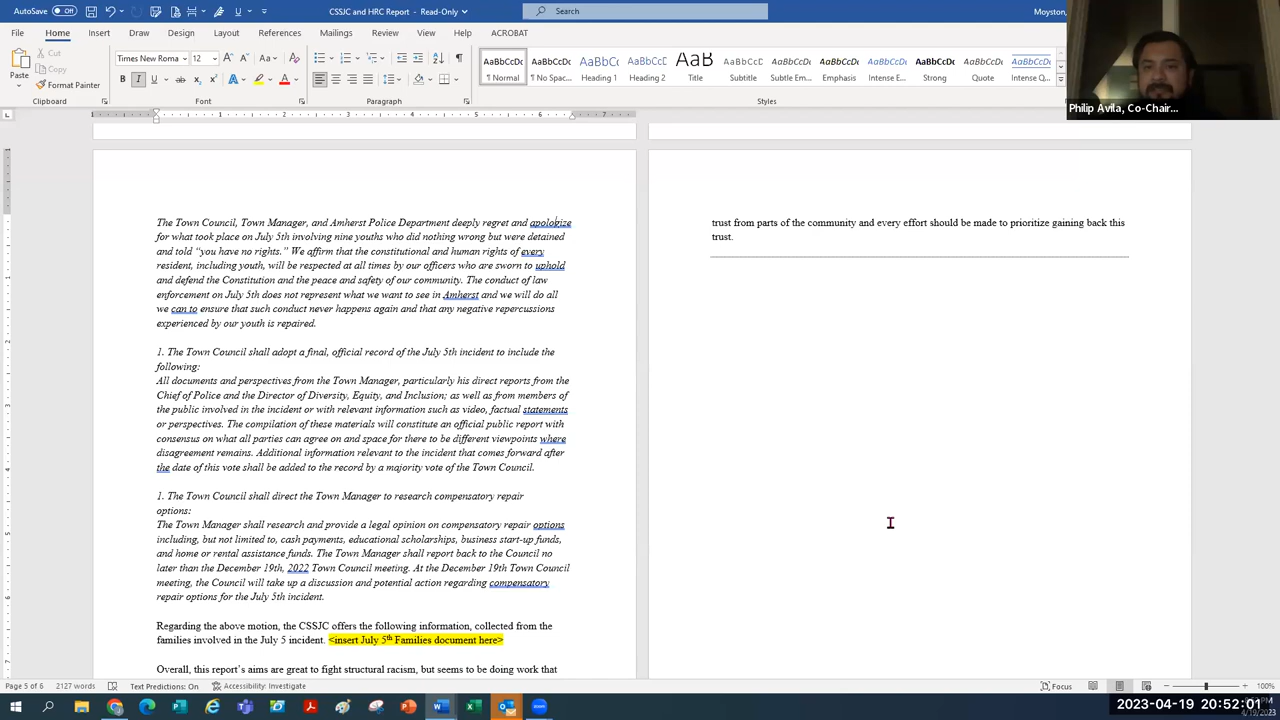 AutoSave Off
CSSJC and HRC Report - Read-Only
Search
Moyston,
File Home Insert Draw Design Layout References Mailings Review View Help ACROBAT
Paste
Cut
Copy
Format Painter
Times New Roma 12
AaBbCcDc AaBbCcDc AaBbCcD AaBbCcD AaB AaBbCcD AaBbCcDc AaBbCcDc AaBbCcDc AaBbCcDc AaBbCcDc AaBbCcDc
¶ Normal ¶ No Spac... Heading 1 Heading 2 Title Subtitle Subtle Em... Emphasis Intense E... Strong Quote Intense Q...
Clipboard Font Paragraph Styles
Philip Avila, Co-Chair...
The Town Council, Town Manager, and Amherst Police Department deeply regret and apologize
for what took place on July 5th involving nine youths who did nothing wrong but were detained
and told “you have no rights.” We affirm that the constitutional and human rights of every
resident, including youth, will be respected at all times by our officers who are sworn to uphold
and defend the Constitution and the peace and safety of our community. The conduct of law
enforcement on July 5th does not represent what we want to see in Amherst and we will do all
we can to ensure that such conduct never happens again and that any negative repercussions
experienced by our youth is repaired.
1. The Town Council shall adopt a final, official record of the July 5th incident to include the
following:
All documents and perspectives from the Town Manager, particularly his direct reports from the
Chief of Police and the Director of Diversity, Equity, and Inclusion; as well as from members of
the public involved in the incident or with relevant information such as video, factual statements
or perspectives. The compilation of these materials will constitute an official public report with
consensus on what all parties can agree on and space for there to be different viewpoints where
disagreement remains. Additional information relevant to the incident that comes forward after
the date of this vote shall be added to the record by a majority vote of the Town Council.
1. The Town Council shall direct the Town Manager to research compensatory repair
options:
The Town Manager shall research and provide a legal opinion on compensatory repair options
including, but not limited to, cash payments, educational scholarships, business start-up funds,
and home or rental assistance funds. The Town Manager shall report back to the Council no
later than the December 19th, 2022 Town Council meeting. At the December 19th Town Council
meeting, the Council will take up a discussion and potential action regarding compensatory
repair options for the July 5th incident.
Regarding the above motion, the CSSJC offers the following information, collected from the
families involved in the July 5 incident. <insert July 5th Families document here>
Overall, this report’s aims are great to fight structural racism, but seems to be doing work that
trust from parts of the community and every effort should be made to prioritize gaining back this
trust.
Page 5 of 6 2127 words Text Predictions: On Accessibility: Investigate
Focus
100%
2023-04-19 20:52:01